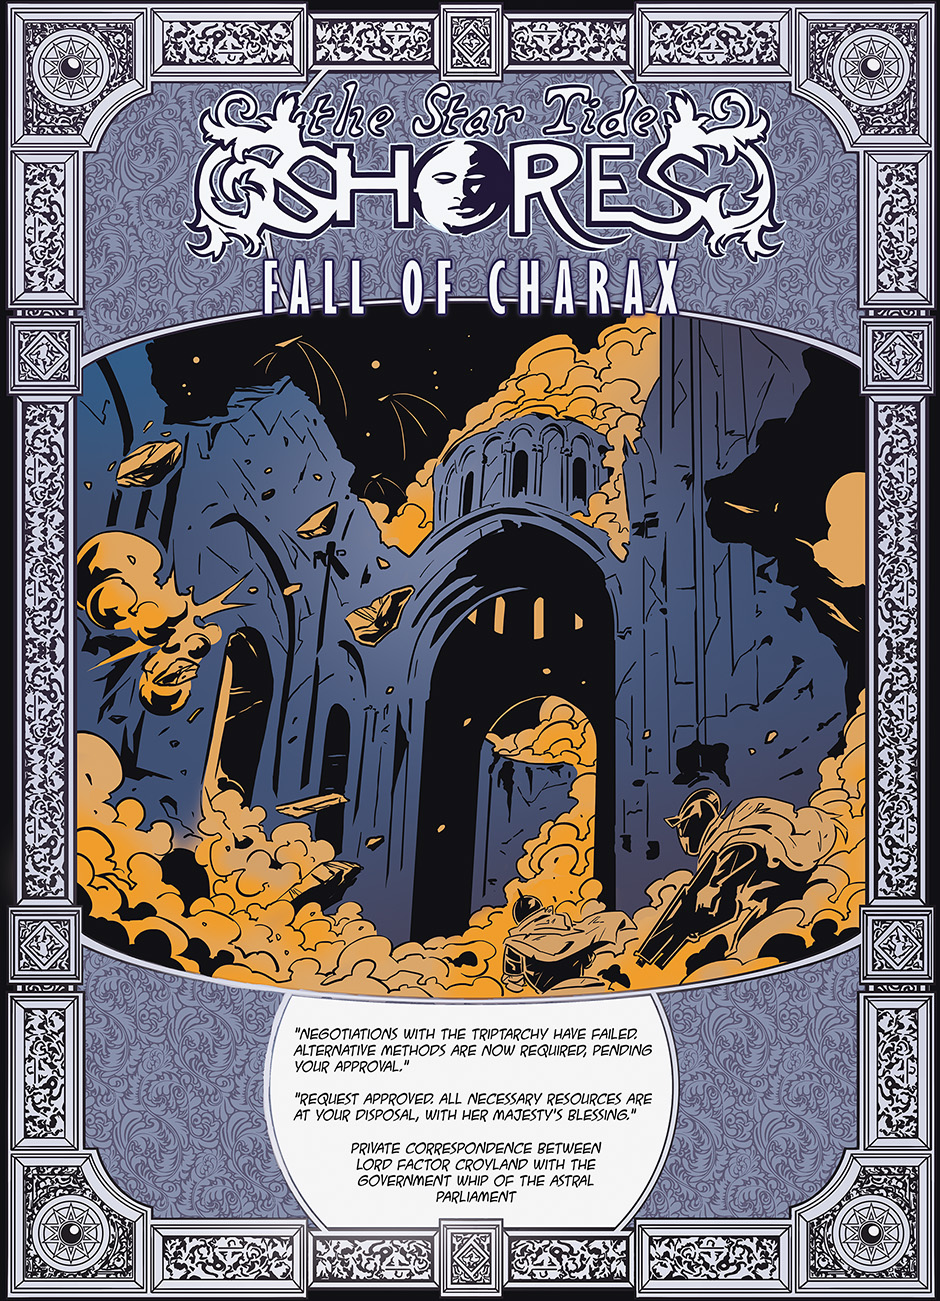 the Star Tide
SHORES
FALL OF CHARAX
"NEGOTIATIONS WITH THE TRIPTARCHY HAVE FAILED.
ALTERNATIVE METHODS ARE NOW REQUIRED, PENDING
YOUR APPROVAL."
"REQUEST APPROVED. ALL NECESSARY RESOURCES ARE
AT YOUR DISPOSAL, WITH HER MAJESTY'S BLESSING."
PRIVATE CORRESPONDENCE BETWEEN
LORD FACTOR CROYLAND WITH THE
GOVERNMENT WHIP OF THE ASTRAL
PARLIAMENT